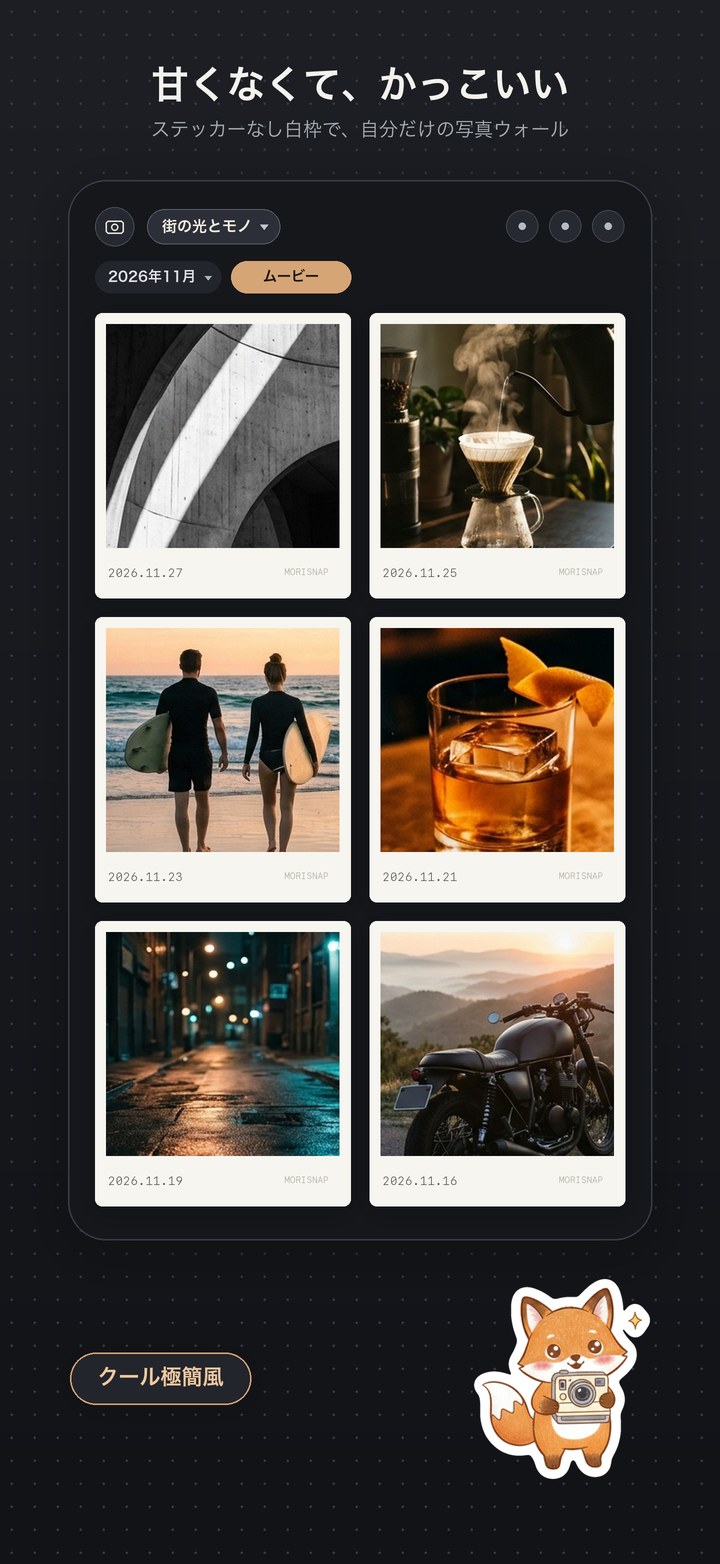 甘くなくて、かっこいい
ステッカーなし白枠で、自分だけの写真ウォール
街の光とモノ
2026年11月
ムービー
2026.11.27 MORISNAP
2026.11.25 MORISNAP
2026.11.23 MORISNAP
2026.11.21 MORISNAP
2026.11.19 MORISNAP
2026.11.16 MORISNAP
クール極簡風